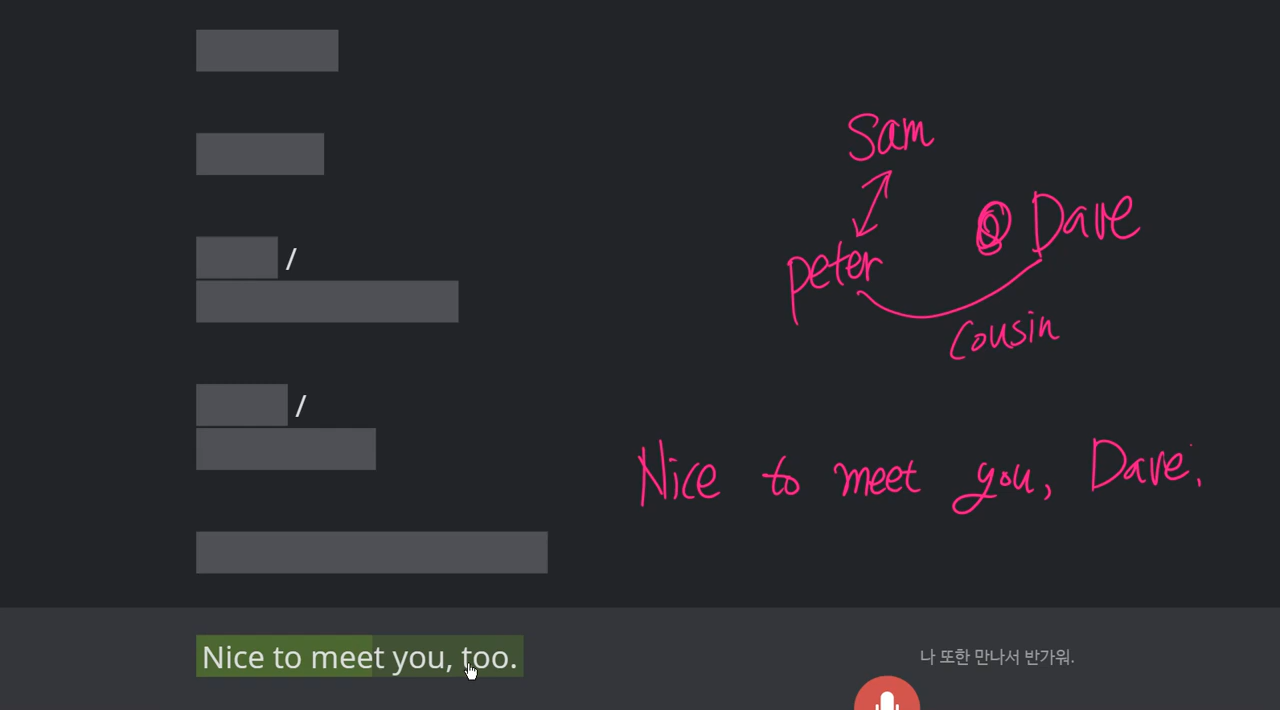 Sam
Dave
peter
/
Cousin
/
Nice to meet you, Dave.
Nice to meet you, too.
나 또한 만나서 반가워.